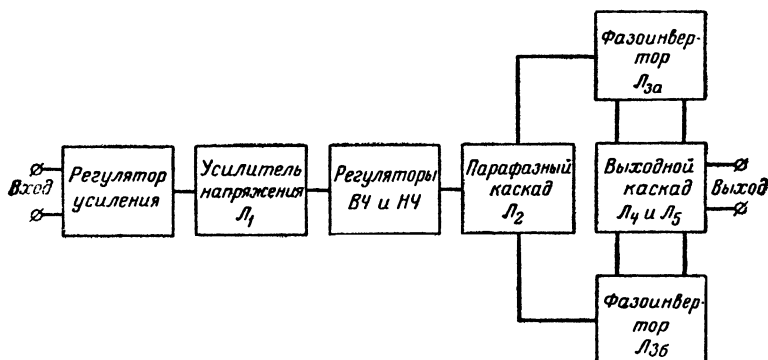 Фазоинвер-
тор
Л3а
Вход
Регулятор
усиления
Усилитель
напряжения
Л1
Регуляторы
ВЧ и НЧ
Парафазный
каскад
Л2
Выходной
каскад
Л4 и Л5
Выход
Фазоинвер-
тор
Л3б